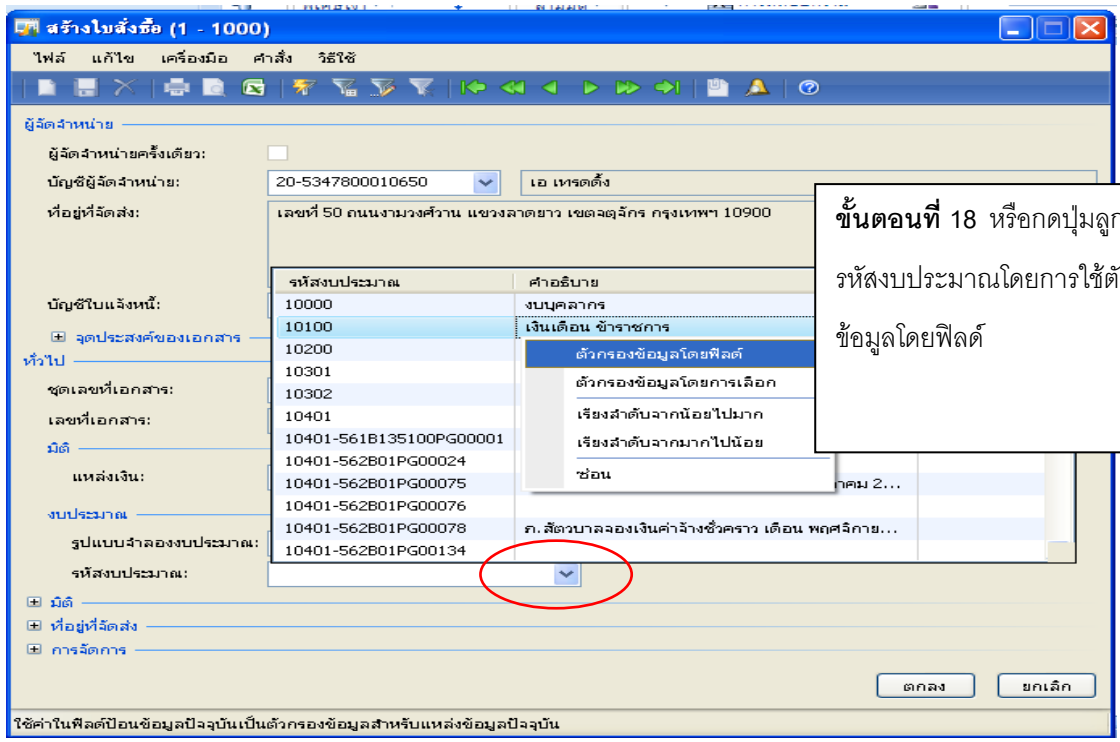 สร้างใบสั่งซื้อ (1 - 1000)
ไฟล์ แก้ไข เครื่องมือ คำสั่ง วิธีใช้
ผู้จัดจำหน่าย
ผู้จัดจำหน่ายครั้งเดียว:
บัญชีผู้จัดจำหน่าย: 20-5347800010650 เอ เทรดดิ้ง
ที่อยู่ที่จัดส่ง: เลขที่ 50 ถนนงามวงศ์วาน แขวงลาดยาว เขตจตุจักร กรุงเทพฯ 10900
ขั้นตอนที่ 18 หรือกดปุ่มลูก
รหัสงบประมาณโดยการใช้ตั
ข้อมูลโดยฟิลด์
รหัสงบประมาณ คำอธิบาย
บัญชีใบแจ้งหนี้:
10000 งบบุคลากร
10100 เงินเดือน ข้าราชการ
10200
10301
10302
10401
10401-561B135100PG00001
10401-562B01PG00024
10401-562B01PG00075 าคม 2...
10401-562B01PG00076
10401-562B01PG00078 ภ.สัตวบาลจองเงินค่าจ้างชั่วคราว เดือน พฤศจิกาย...
10401-562B01PG00134
ตัวกรองข้อมูลโดยฟิลด์
ตัวกรองข้อมูลโดยการเลือก
เรียงลำดับจากน้อยไปมาก
เรียงลำดับจากมากไปน้อย
ซ่อน
จุดประสงค์ของเอกสาร
ทั่วไป
ชุดเลขที่เอกสาร:
เลขที่เอกสาร:
มิติ
แหล่งเงิน:
งบประมาณ
รูปแบบจำลองงบประมาณ:
รหัสงบประมาณ:
มิติ
ที่อยู่ที่จัดส่ง
การจัดการ
ตกลง ยกเลิก
ใช้ค่าในฟิลด์ป้อนข้อมูลปัจจุบันเป็นตัวกรองข้อมูลสำหรับแหล่งข้อมูลปัจจุบัน